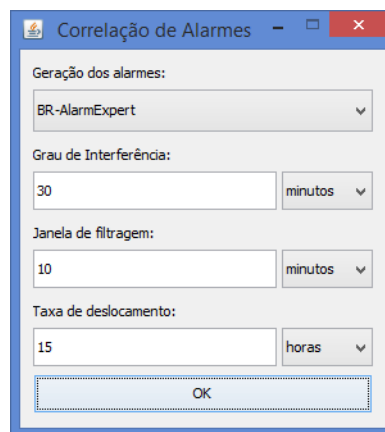 Correlação de Alarmes
Geração dos alarmes:
BR-AlarmExpert
Grau de Interferência:
30 minutos
Janela de filtragem:
10 minutos
Taxa de deslocamento:
15 horas
OK